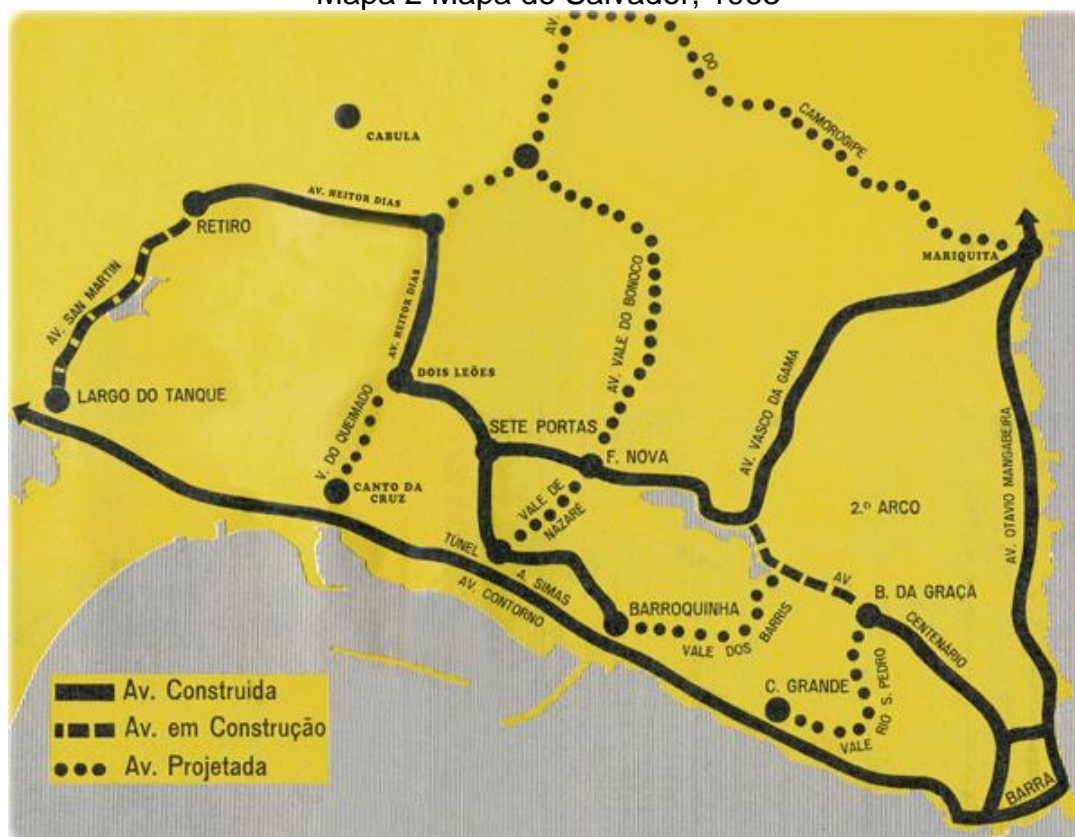 Mapa 2 Mapa de Salvador, 1968
AV.
DO
CAMOROGIPE
CABULA
AV. HEITOR DIAS
RETIRO
MARIQUITA
AV. SAN MARTIN
AV. HEITOR DIAS
AV. VALE DO BONOCO
DOIS LEÕES
LARGO DO TANQUE
AV. VASCO DA GAMA
AV. OTAVIO MANGABEIRA
SETE PORTAS
V. DO QUEIMADO
F. NOVA
CANTO DA
CRUZ
VALE DE
NAZARÉ
2.º ARCO
TÚNEL
A. SIMAS
AV. CONTORNO
AV.
B. DA GRAÇA
CENTENÁRIO
BARROQUINHA
VALE DOS BARRIS
C. GRANDE
VALE RIO S. PEDRO
BARRA
Av. Construida
Av. em Construção
Av. Projetada